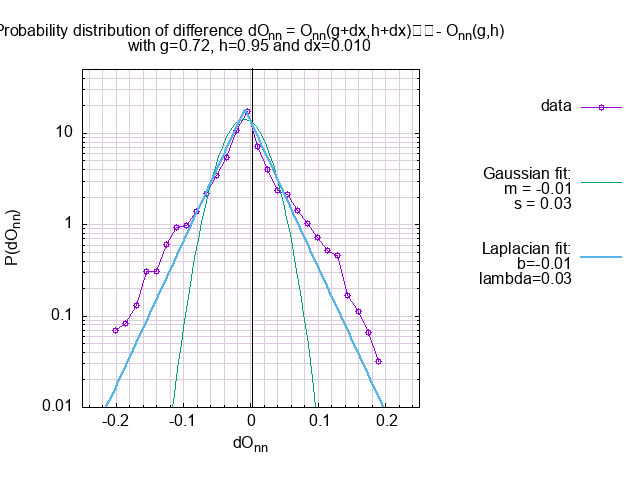 Probability distribution of difference dOnn = Onn(g+dx,h+dx)□□- Onn(g,h)
with g=0.72, h=0.95 and dx=0.010
data
Gaussian fit:
m = -0.01
s = 0.03
Laplacian fit:
b=-0.01
lambda=0.03
P(dOnn)
10
1
0.1
0.01
-0.2
-0.1
0
0.1
0.2
dOnn